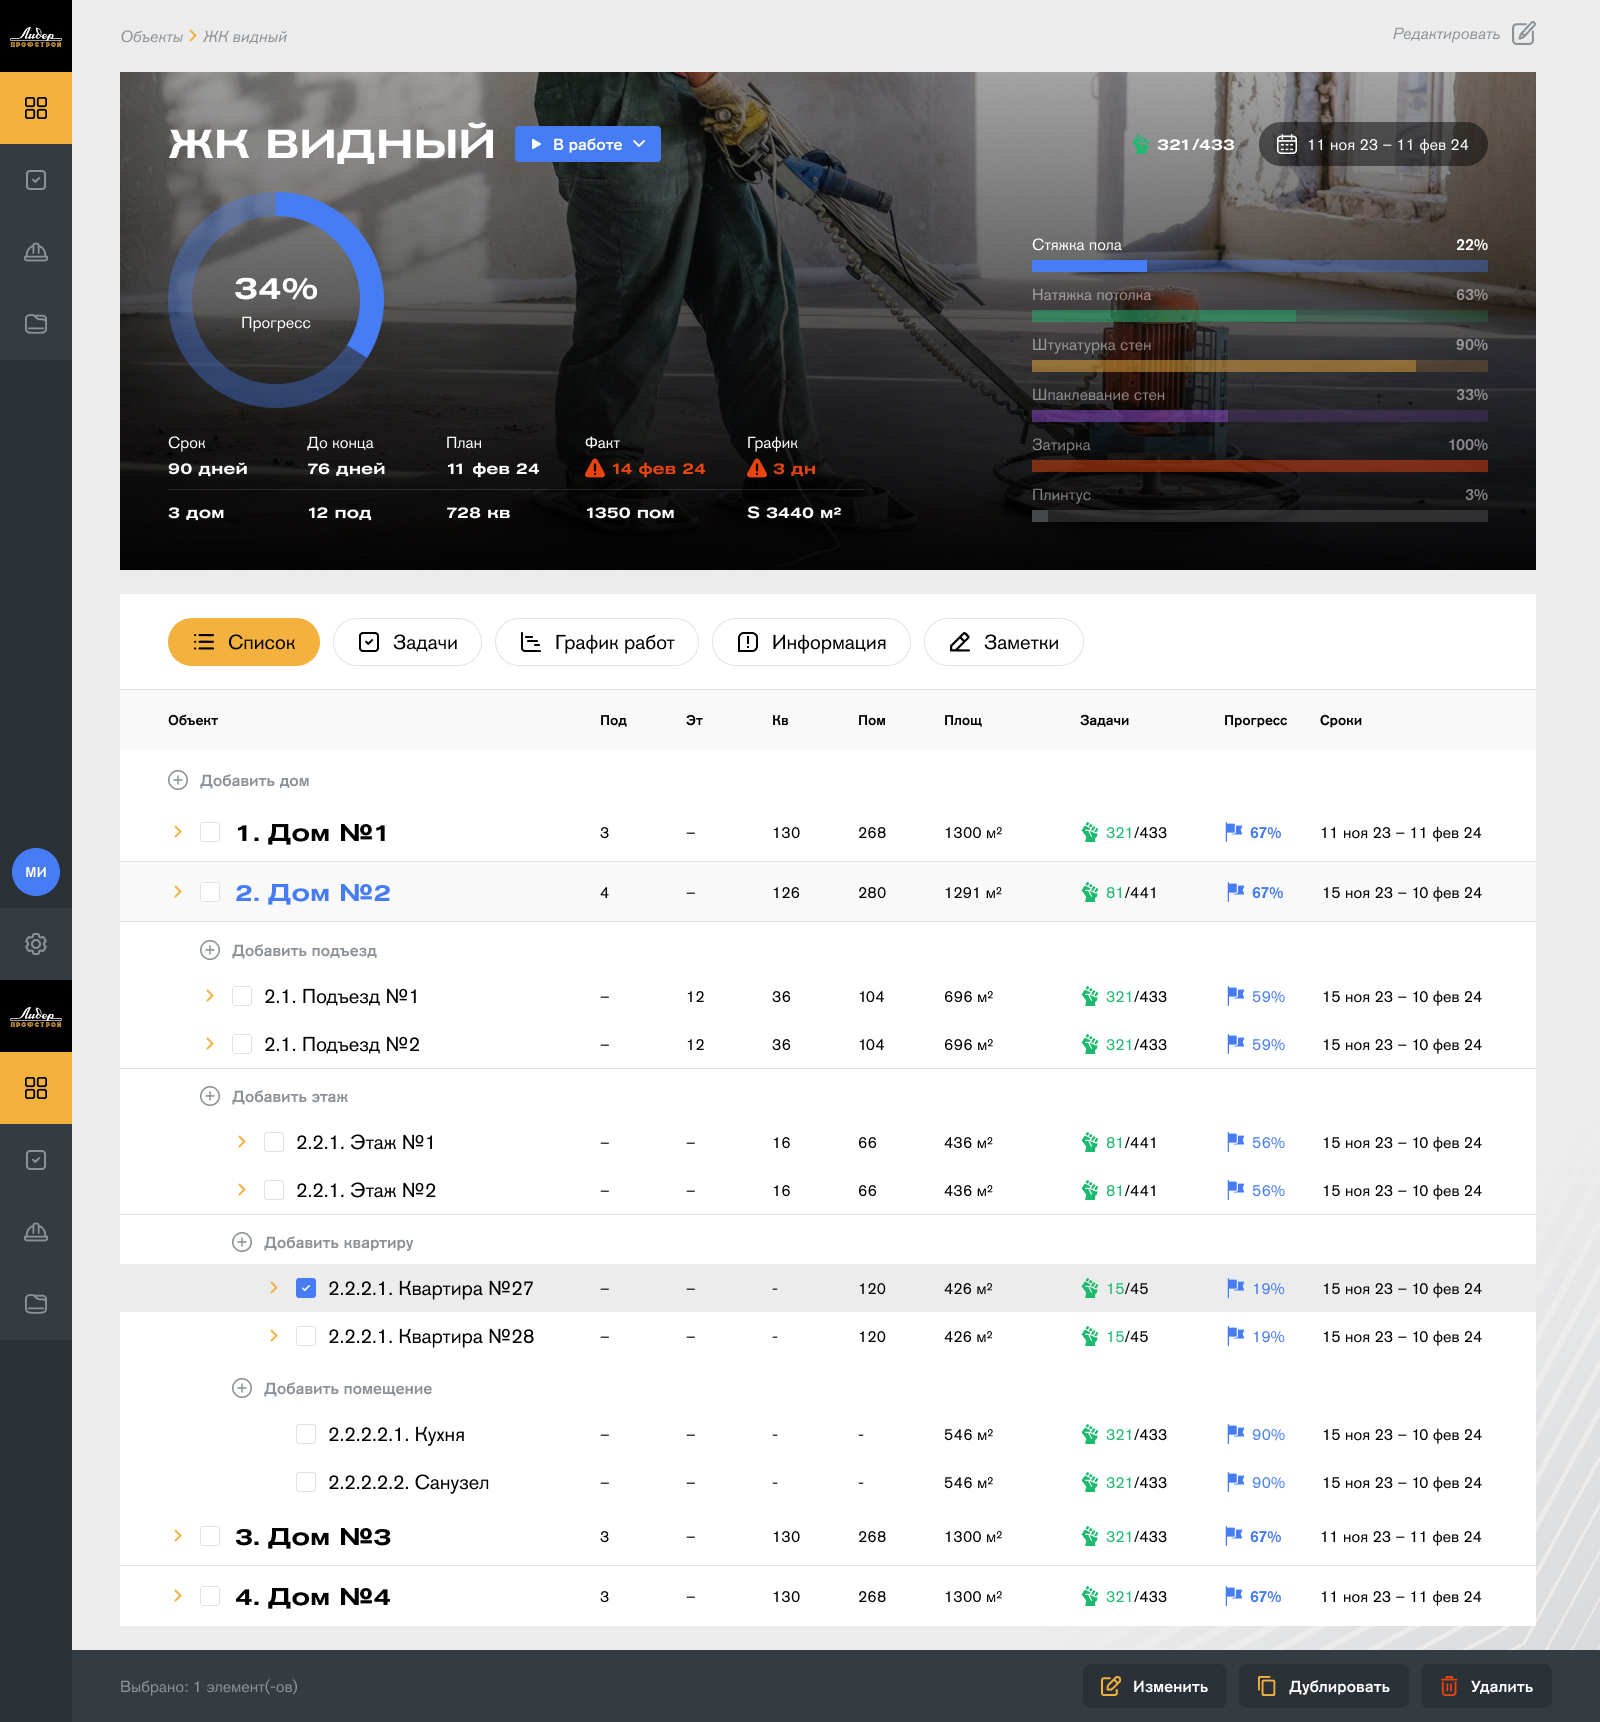 Лидер
ПРОФСТРОЙ
Объекты
ЖК видный
Редактировать
ЖК ВИДНЫЙ
В работе
321/433
11 ноя 23 – 11 фев 24
34%
Прогресс
Стяжка пола 22%
Натяжка потолка 63%
Штукатурка стен 90%
Шпаклевание стен 33%
Затирка 100%
Плинтус 3%
Срок До конца План Факт График
90 дней 76 дней 11 фев 24 14 фев 24 3 дн
3 дом 12 под 728 кв 1350 пом S 3440 м²
Список Задачи График работ Информация Заметки
Объект Под Эт Кв Пом Площ Задачи Прогресс Сроки
Добавить дом
1. Дом №1 3 – 130 268 1300 м² 321/433 67% 11 ноя 23 – 11 фев 24
2. Дом №2 4 – 126 280 1291 м² 81/441 67% 15 ноя 23 – 10 фев 24
МИ
Добавить подъезд
2.1. Подъезд №1 – 12 36 104 696 м² 321/433 59% 15 ноя 23 – 10 фев 24
Лидер
ПРОФСТРОЙ
2.1. Подъезд №2 – 12 36 104 696 м² 321/433 59% 15 ноя 23 – 10 фев 24
Добавить этаж
2.2.1. Этаж №1 – – 16 66 436 м² 81/441 56% 15 ноя 23 – 10 фев 24
2.2.1. Этаж №2 – – 16 66 436 м² 81/441 56% 15 ноя 23 – 10 фев 24
Добавить квартиру
2.2.2.1. Квартира №27 – – - 120 426 м² 15/45 19% 15 ноя 23 – 10 фев 24
2.2.2.1. Квартира №28 – – - 120 426 м² 15/45 19% 15 ноя 23 – 10 фев 24
Добавить помещение
2.2.2.2.1. Кухня – – - - 546 м² 321/433 90% 15 ноя 23 – 10 фев 24
2.2.2.2.2. Санузел – – - - 546 м² 321/433 90% 15 ноя 23 – 10 фев 24
3. Дом №3 3 – 130 268 1300 м² 321/433 67% 11 ноя 23 – 11 фев 24
4. Дом №4 3 – 130 268 1300 м² 321/433 67% 11 ноя 23 – 11 фев 24
Выбрано: 1 элемент(-ов)
Изменить Дублировать Удалить